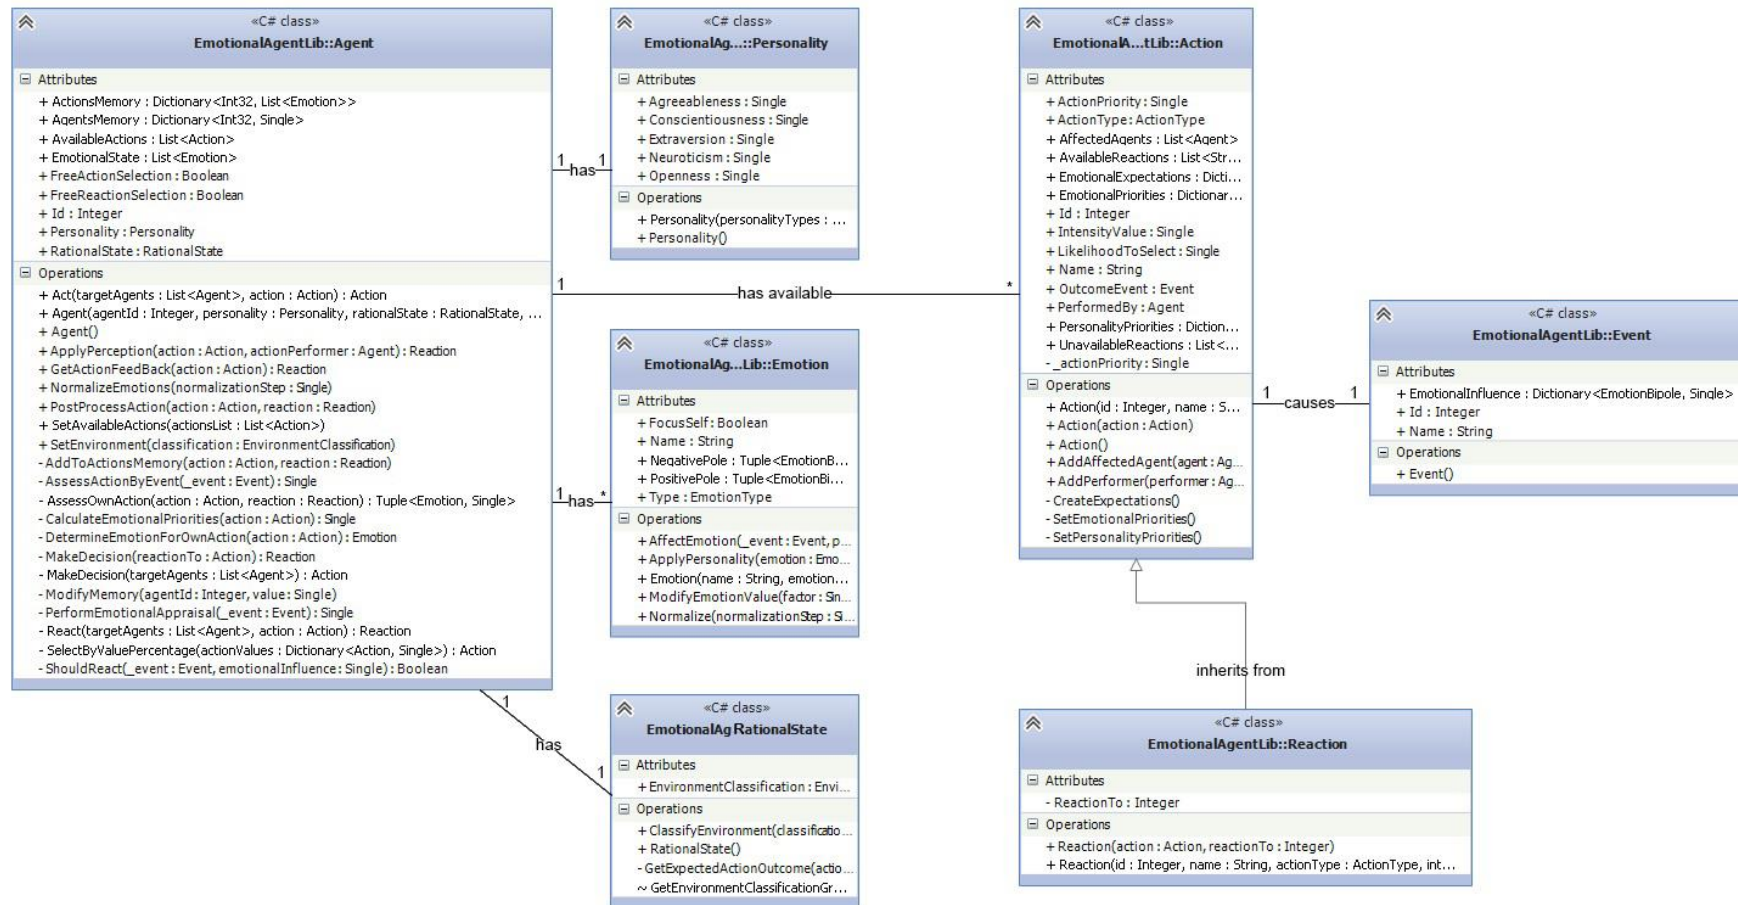 «C# class»
EmotionalAgentLib::Agent
Attributes
+ ActionsMemory : Dictionary<Int32, List<Emotion>>
+ AgentsMemory : Dictionary<Int32, Single>
+ AvailableActions : List<Action>
+ EmotionalState : List<Emotion>
+ FreeActionSelection : Boolean
+ FreeReactionSelection : Boolean
+ Id : Integer
+ Personality : Personality
+ RationalState : RationalState
Operations
+ Act(targetAgents : List<Agent>, action : Action) : Action
+ Agent(agentId : Integer, personality : Personality, rationalState : RationalState, ...
+ Agent()
+ ApplyPerception(action : Action, actionPerformer : Agent) : Reaction
+ GetActionFeedBack(action : Action) : Reaction
+ NormalizeEmotions(normalizationStep : Single)
+ PostProcessAction(action : Action, reaction : Reaction)
+ SetAvailableActions(actionsList : List<Action>)
+ SetEnvironment(classification : EnvironmentClassification)
- AddToActionsMemory(action : Action, reaction : Reaction)
- AssessActionByEvent(_event : Event) : Single
- AssessOwnAction(action : Action, reaction : Reaction) : Tuple<Emotion, Single>
- CalculateEmotionalPriorities(action : Action) : Single
- DetermineEmotionForOwnAction(action : Action) : Emotion
- MakeDecision(reactionTo : Action) : Reaction
- MakeDecision(targetAgents : List<Agent>) : Action
- ModifyMemory(agentId : Integer, value : Single)
- PerformEmotionalAppraisal(_event : Event) : Single
- React(targetAgents : List<Agent>, action : Action) : Reaction
- SelectByValuePercentage(actionValues : Dictionary<Action, Single>) : Action
- ShouldReact(_event : Event, emotionalInfluence : Single) : Boolean
1 has 1
1 has available *
1 has *
1 has 1
«C# class»
EmotionalAg...::Personality
Attributes
+ Agreeableness : Single
+ Conscientiousness : Single
+ Extraversion : Single
+ Neuroticism : Single
+ Openness : Single
Operations
+ Personality(personalityTypes : ...
+ Personality()
«C# class»
EmotionalAg...Lib::Emotion
Attributes
+ FocusSelf : Boolean
+ Name : String
+ NegativePole : Tuple<EmotionB...
+ PositivePole : Tuple<EmotionBi...
+ Type : EmotionType
Operations
+ AffectEmotion(_event : Event, p...
+ ApplyPersonality(emotion : Emo...
+ Emotion(name : String, emotion...
+ ModifyEmotionValue(factor : Sin...
+ Normalize(normalizationStep : Si...
«C# class»
EmotionalAgRationalState
Attributes
+ EnvironmentClassification : Envi...
Operations
+ ClassifyEnvironment(classificatio...
+ RationalState()
- GetExpectedActionOutcome(actio...
~ GetEnvironmentClassificationGr...
«C# class»
EmotionalA...tLib::Action
Attributes
+ ActionPriority : Single
+ ActionType : ActionType
+ AffectedAgents : List<Agent>
+ AvailableReactions : List<Str...
+ EmotionalExpectations : Dicti...
+ EmotionalPriorities : Dictionar...
+ Id : Integer
+ IntensityValue : Single
+ LikelihoodToSelect : Single
+ Name : String
+ OutcomeEvent : Event
+ PerformedBy : Agent
+ PersonalityPriorities : Diction...
+ UnavailableReactions : List<...
- _actionPriority : Single
Operations
+ Action(id : Integer, name : S...
+ Action(action : Action)
+ Action()
+ AddAffectedAgent(agent : Ag...
+ AddPerformer(performer : Ag...
- CreateExpectations()
- SetEmotionalPriorities()
- SetPersonalityPriorities()
1 causes 1
«C# class»
EmotionalAgentLib::Event
Attributes
+ EmotionalInfluence : Dictionary<EmotionBipole, Single>
+ Id : Integer
+ Name : String
Operations
+ Event()
inherits from
«C# class»
EmotionalAgentLib::Reaction
Attributes
- ReactionTo : Integer
Operations
+ Reaction(action : Action, reactionTo : Integer)
+ Reaction(id : Integer, name : String, actionType : ActionType, int...